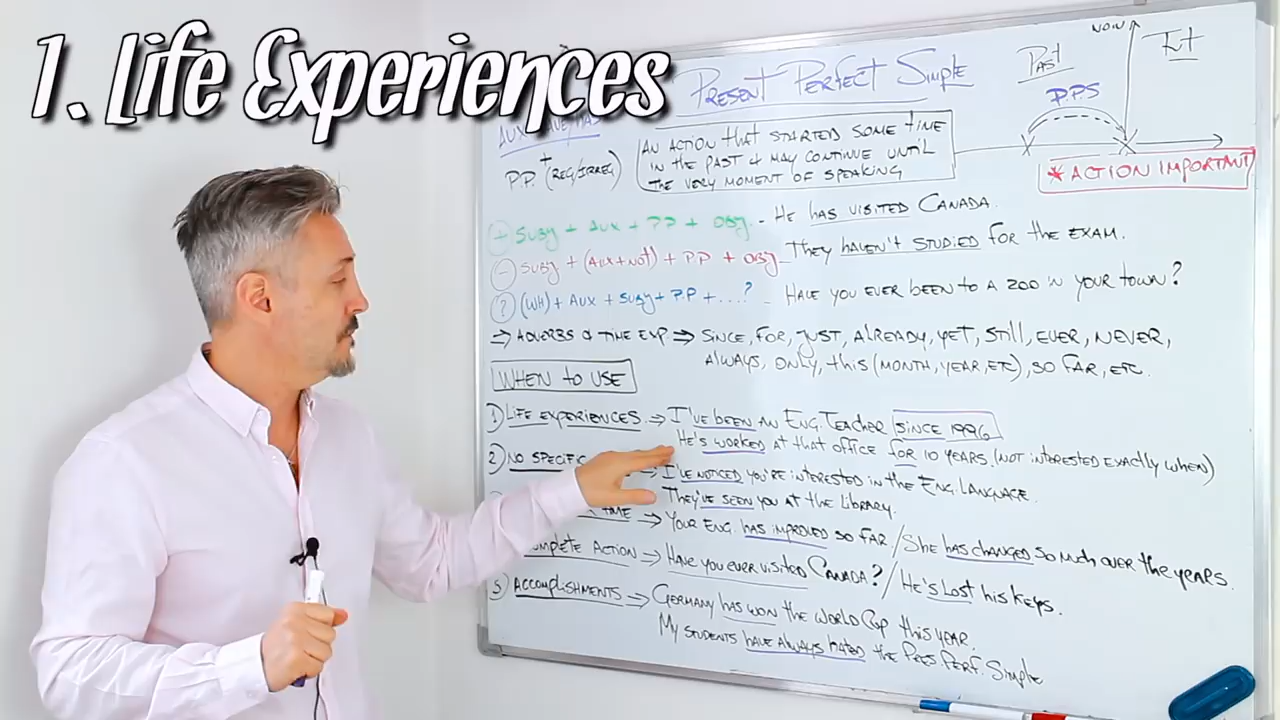 1. Life Experiences
PRESENT PERFECT SIMPLE
Past
P.P.S
NOW
Fut
AUX
+
P.P. (REG/IRREG)
AN ACTION that STARTED SOME TIME
IN the PAST & MAY CONTINUE UNTIL
the VERY MOMENT OF SPEAKING
* ACTION IMPORTANT
+ SUBJ + AUX + PP + OBJ - HE HAS VISITED CANADA.
- SUBJ + (AUX+NOT) + PP + OBJ - They HAVEN'T STUDIED FOR the EXAM.
? (WH) + AUX + SUBJ + P.P + ...? - HAVE YOU EVER BEEN TO A ZOO IN YOUR TOWN?
⇒ ADVERBS & TIME EXP ⇒ SINCE, FOR, JUST, ALREADY, YET, STILL, EVER, NEVER,
ALWAYS, ONLY, this (MONTH, YEAR, ETC), SO FAR, ETC.
WHEN to USE
1) LIFE EXPERIENCES ⇒ I'VE BEEN AN ENG. TEACHER SINCE 1996
HE'S WORKED AT that OFFICE FOR 10 YEARS. (NOT INTERESTED EXACTLY WHEN)
2) NO SPECIFIC → I'VE NOTICED YOU'RE INTERESTED IN the ENG. LANGUAGE.
They'VE SEEN YOU AT the LIBRARY.
TIME → YOUR ENG. HAS IMPROVED SO FAR / SHE HAS CHANGED SO MUCH OVER the YEARS.
COMPLETE ACTION → HAVE YOU EVER VISITED CANADA? / HE'S LOST his KEYS.
5) ACCOMPLISHMENTS ⇒ GERMANY HAS WON the WORLD CUP this YEAR.
MY STUDENTS HAVE ALWAYS HATED the PRES PERF. SIMPLE